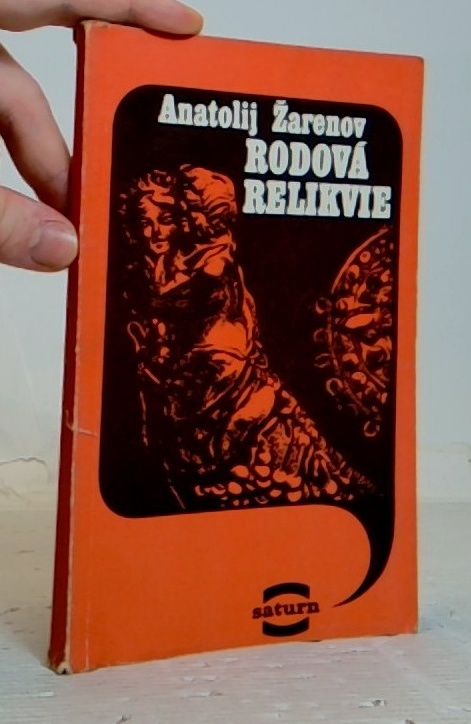 Anatolij Žarenov
RODOVÁ
RELIKVIE
saturn